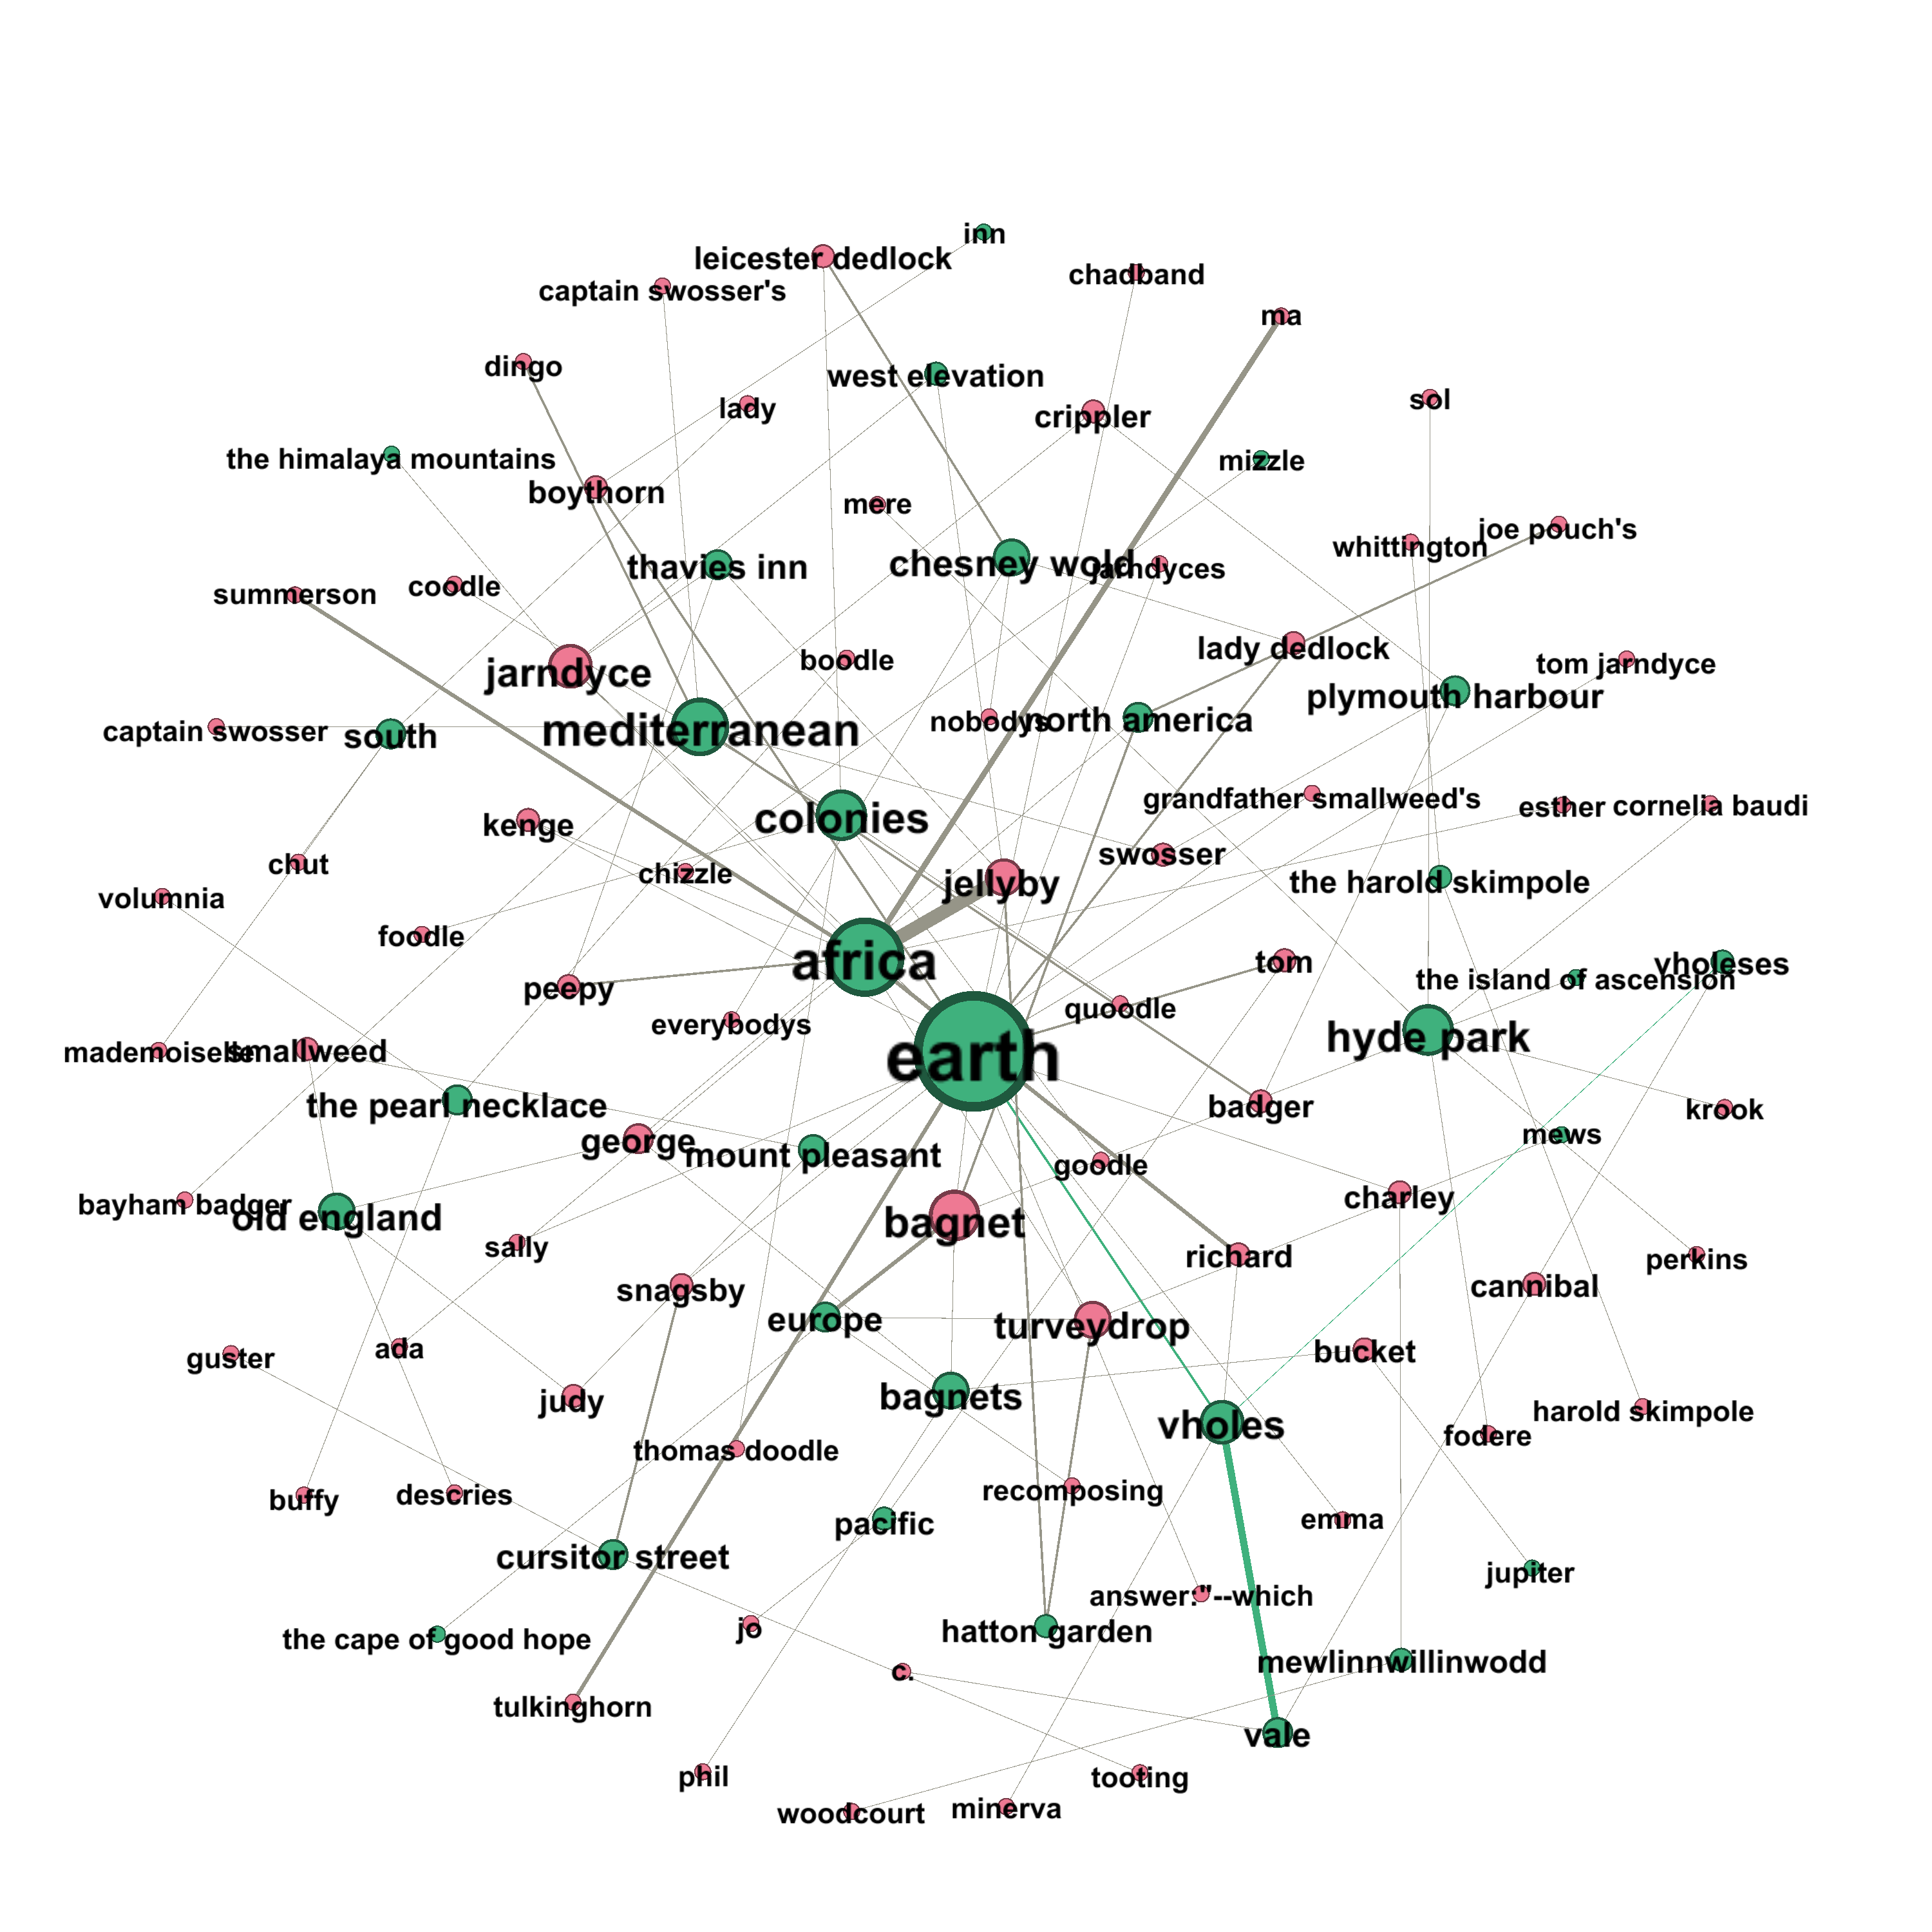 inn
leicester dedlock
chadband
captain swosser's
ma
dingo
west elevation
sol
lady
crippler
the himalaya mountains
mizzle
boythorn
mere
joe pouch's
whittington
thavies inn
chesney wold
jarndyces
coodle
summerson
lady dedlock
boodle
tom jarndyce
jarndyce
plymouth harbour
nobodys
north america
mediterranean
captain swosser
south
grandfather smallweed's
esther
cornelia baudi
colonies
kenge
swosser
chut
chizzle
jellyby
the harold skimpole
volumnia
foodle
africa
tom
vholeses
the island of ascension
peepy
quoodle
everybodys
hyde park
mademoiselle
smallweed
earth
the pearl necklace
badger
krook
mews
george
mount pleasant
goodle
charley
bayham badger
old england
bagnet
sally
richard
perkins
snagsby
cannibal
europe
turveydrop
ada
bucket
guster
judy
bagnets
vholes
harold skimpole
fodere
thomas doodle
recomposing
descries
buffy
emma
pacific
cursitor street
jupiter
answer:"--which
jo
hatton garden
the cape of good hope
mewlinnwillinwodd
c.
tulkinghorn
vale
phil
tooting
woodcourt
minerva